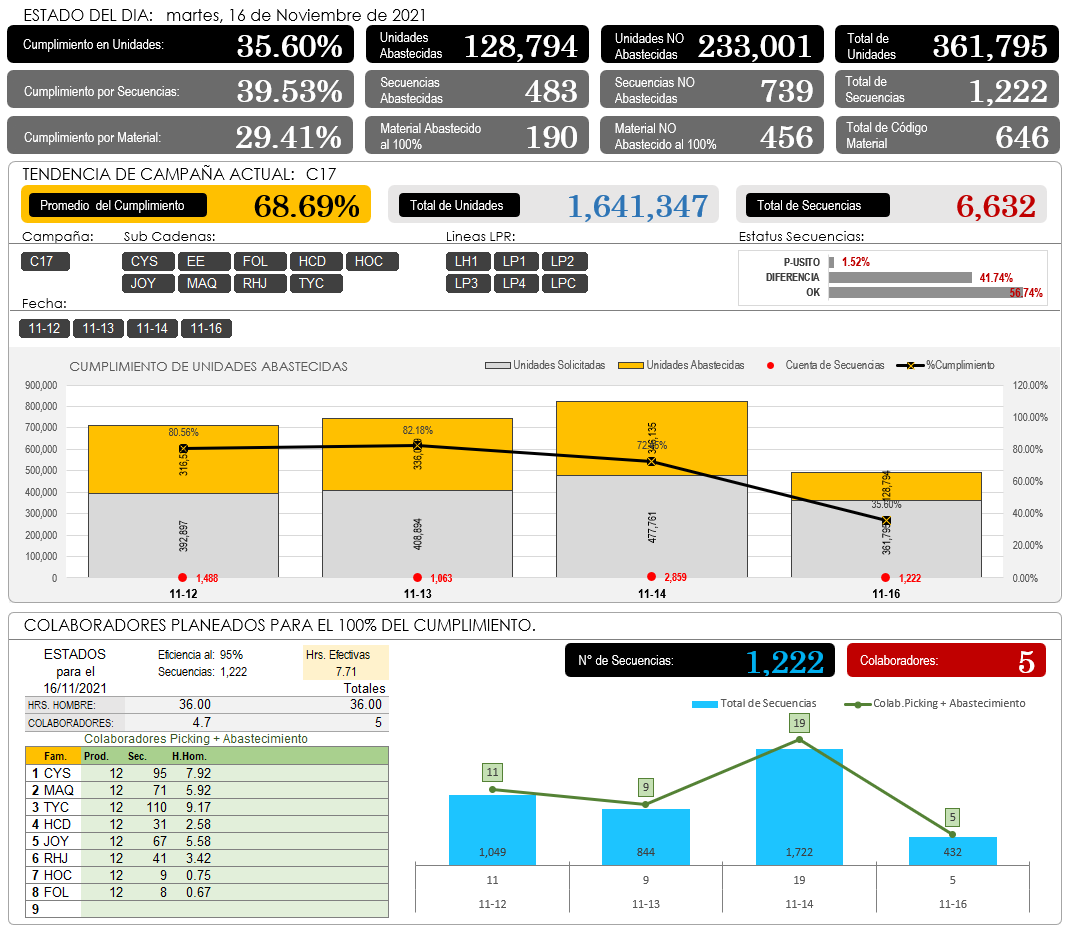 ESTADO DEL DIA: martes, 16 de Noviembre de 2021
Cumplimiento en Unidades: 35.60%
Unidades Abastecidas 128,794
Unidades NO Abastecidas 233,001
Total de Unidades 361,795
Cumplimiento por Secuencias: 39.53%
Secuencias Abastecidas 483
Secuencias NO Abastecidas 739
Total de Secuencias 1,222
Cumplimiento por Material: 29.41%
Material Abastecido al 100% 190
Material NO Abastecido al 100% 456
Total de Código Material 646
TENDENCIA DE CAMPAÑA ACTUAL: C17
Promedio del Cumplimiento 68.69%
Total de Unidades 1,641,347
Total de Secuencias 6,632
Campaña: Sub Cadenas: Lineas LPR: Estatus Secuencias:
C17 CYS EE FOL HCD HOC LH1 LP1 LP2
JOY MAQ RHJ TYC LP3 LP4 LPC
P-USITO 1.52%
DIFERENCIA 41.74%
OK 56.74%
Fecha:
11-12 11-13 11-14 11-16
CUMPLIMIENTO DE UNIDADES ABASTECIDAS
Unidades Solicitadas Unidades Abastecidas Cuenta de Secuencias %Cumplimiento
900,000 120.00%
800,000
700,000 100.00%
600,000 80.00%
500,000
400,000 60.00%
300,000 40.00%
200,000
100,000 20.00%
0 0.00%
80.56% 82.18% 35.60%
128,794
392,897 408,894 477,761
1,488 1,063 2,859 1,222
11-12 11-13 11-14 11-16
COLABORADORES PLANEADOS PARA EL 100% DEL CUMPLIMIENTO.
ESTADOS para el 16/11/2021
Eficiencia al: 95%
Secuencias: 1,222
Hrs. Efectivas
7.71
Totales
HRS. HOMBRE: 36.00 36.00
COLABORADORES: 4.7 5
Colaboradores Picking + Abastecimiento
Fam. Prod. Sec. H.Hom.
1 CYS 12 95 7.92
2 MAQ 12 71 5.92
3 TYC 12 110 9.17
4 HCD 12 31 2.58
5 JOY 12 67 5.58
6 RHJ 12 41 3.42
7 HOC 12 9 0.75
8 FOL 12 8 0.67
9
N° de Secuencias: 1,222
Colaboradores: 5
Total de Secuencias Colab.Picking + Abastecimiento
11 9 19 5
1,049 844 1,722 432
11 9 19 5
11-12 11-13 11-14 11-16